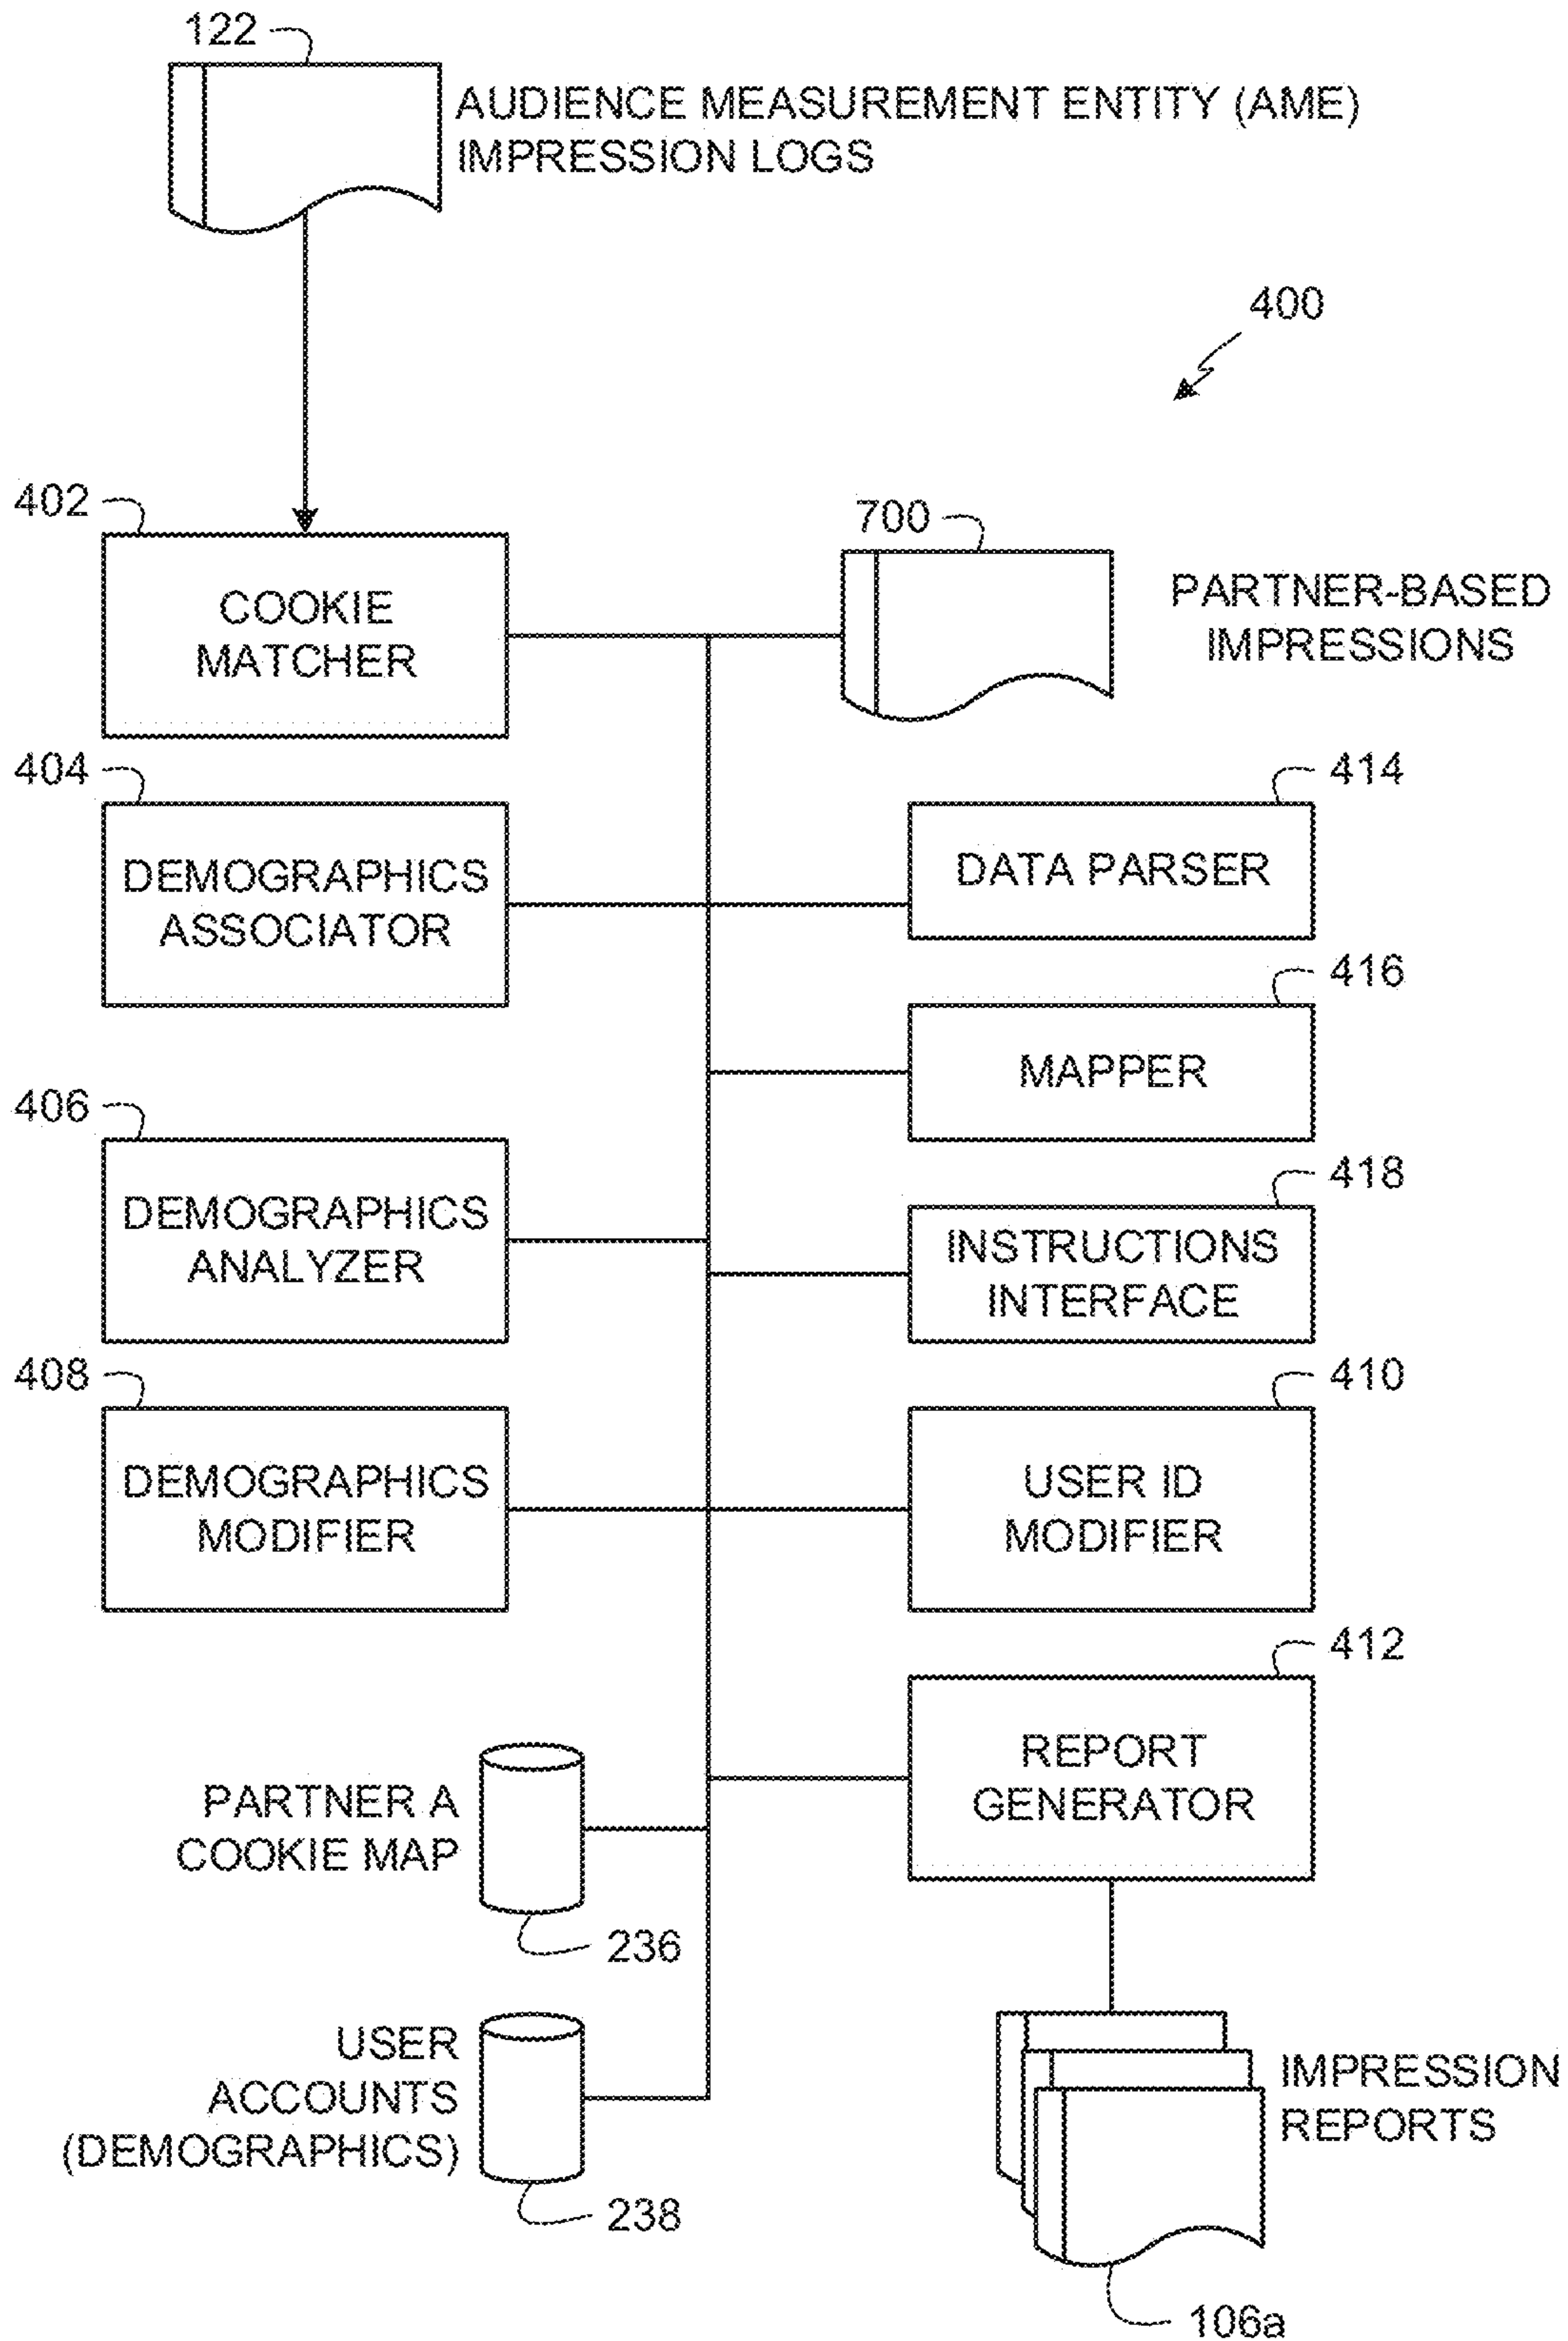 122
AUDIENCE MEASUREMENT ENTITY (AME)
IMPRESSION LOGS
400
402
COOKIE
MATCHER
700
PARTNER-BASED
IMPRESSIONS
404
DEMOGRAPHICS
ASSOCIATOR
414
DATA PARSER
416
MAPPER
406
DEMOGRAPHICS
ANALYZER
418
INSTRUCTIONS
INTERFACE
408
DEMOGRAPHICS
MODIFIER
410
USER ID
MODIFIER
412
REPORT
GENERATOR
PARTNER A
COOKIE MAP
236
USER
ACCOUNTS
(DEMOGRAPHICS)
238
IMPRESSION
REPORTS
106a